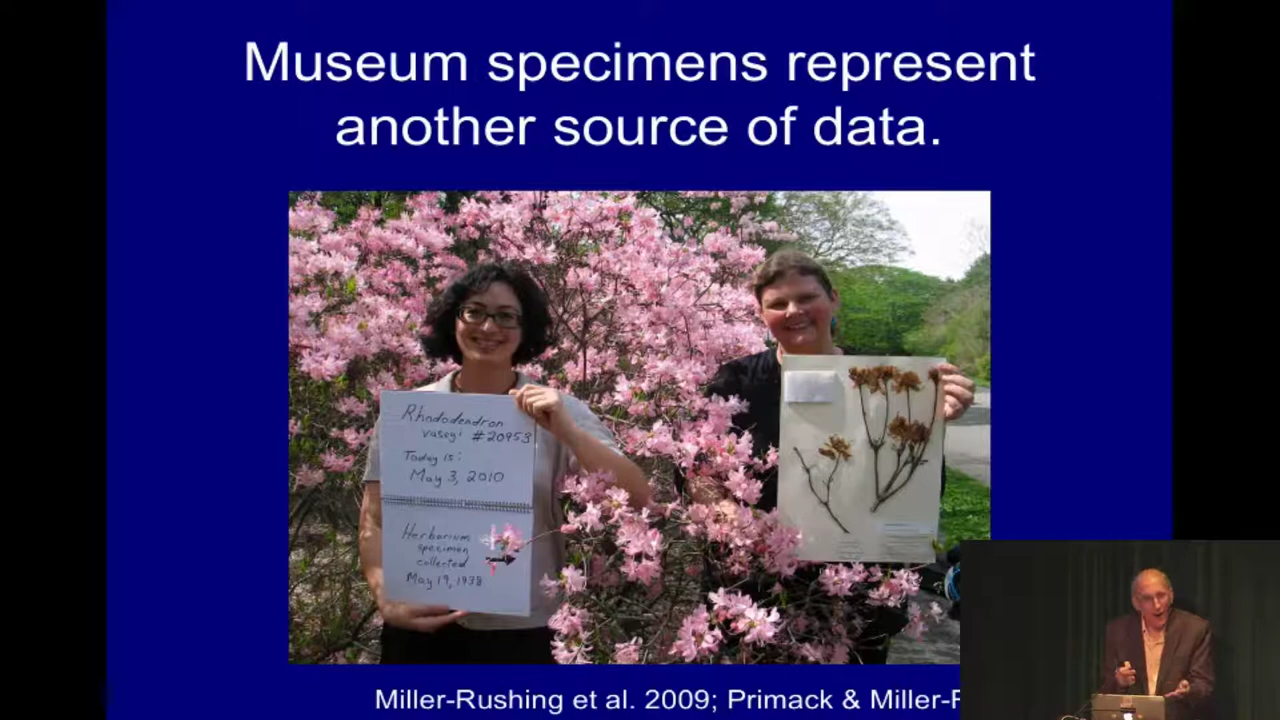 Museum specimens represent
another source of data.
Rhododendron
vaseyi #20953
Today is:
May 3, 2010
Herbarium
specimen
collected
May 19, 1938
Miller-Rushing et al. 2009; Primack & Miller-